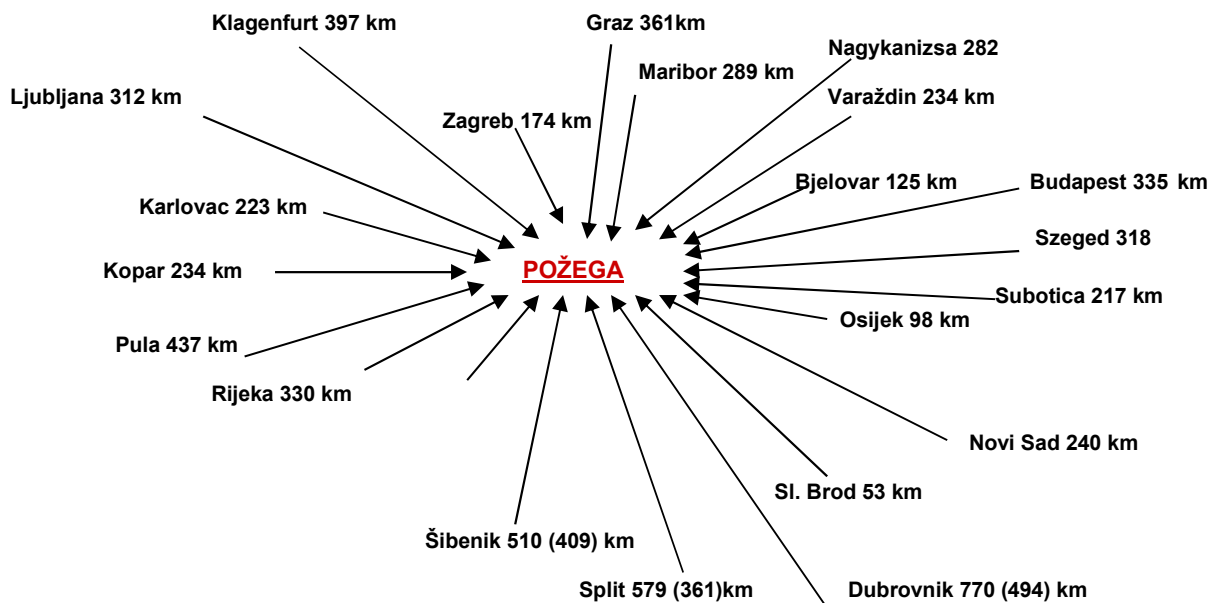 Klagenfurt 397 km
Graz 361km
Nagykanizsa 282
Maribor 289 km
Ljubljana 312 km
Varaždin 234 km
Zagreb 174 km
Bjelovar 125 km
Budapest 335 km
Karlovac 223 km
Szeged 318
Kopar 234 km
POŽEGA
Subotica 217 km
Osijek 98 km
Pula 437 km
Rijeka 330 km
Novi Sad 240 km
Sl. Brod 53 km
Šibenik 510 (409) km
Split 579 (361)km
Dubrovnik 770 (494) km